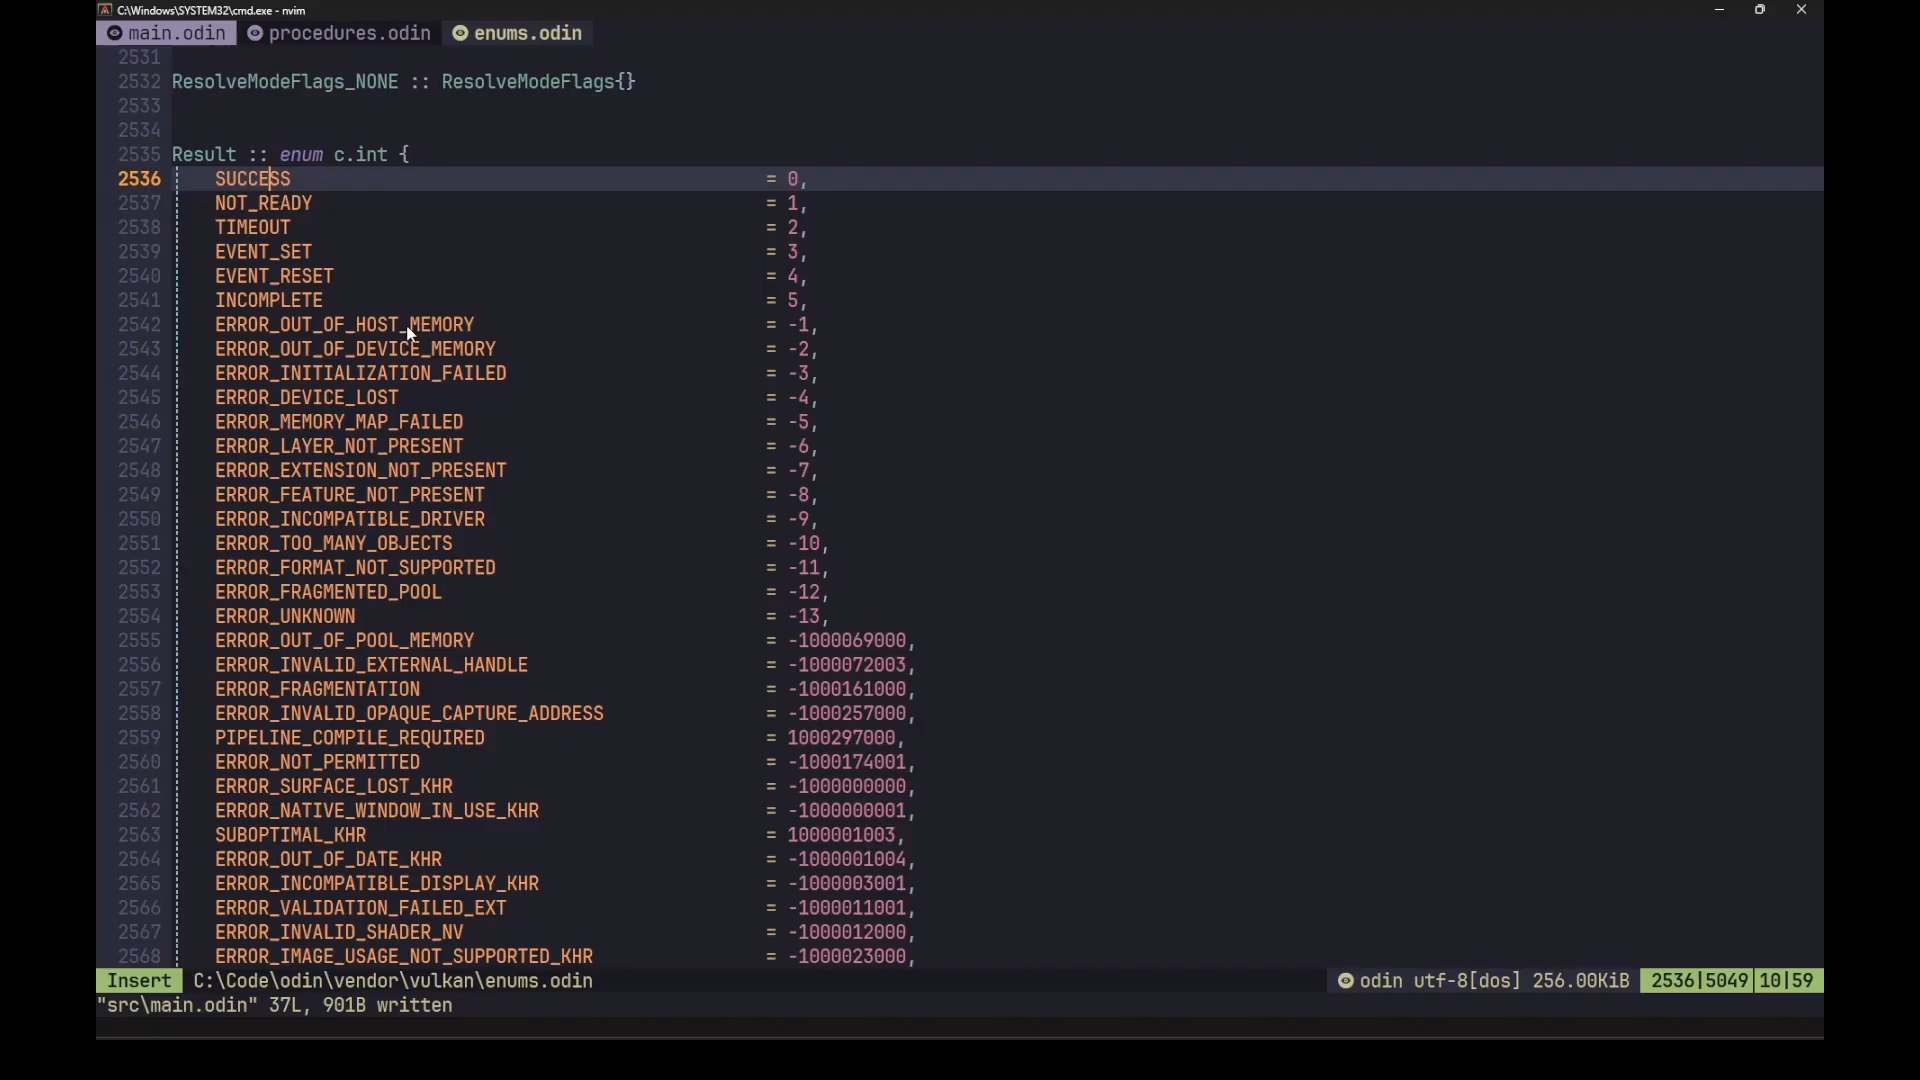 C:\Windows\SYSTEM32\cmd.exe - nvim
main.odin procedures.odin enums.odin
2531
2532 ResolveModeFlags_NONE :: ResolveModeFlags{}
2533
2534
2535 Result :: enum c.int {
2536 SUCCESS = 0,
2537 NOT_READY = 1,
2538 TIMEOUT = 2,
2539 EVENT_SET = 3,
2540 EVENT_RESET = 4,
2541 INCOMPLETE = 5,
2542 ERROR_OUT_OF_HOST_MEMORY = -1,
2543 ERROR_OUT_OF_DEVICE_MEMORY = -2,
2544 ERROR_INITIALIZATION_FAILED = -3,
2545 ERROR_DEVICE_LOST = -4,
2546 ERROR_MEMORY_MAP_FAILED = -5,
2547 ERROR_LAYER_NOT_PRESENT = -6,
2548 ERROR_EXTENSION_NOT_PRESENT = -7,
2549 ERROR_FEATURE_NOT_PRESENT = -8,
2550 ERROR_INCOMPATIBLE_DRIVER = -9,
2551 ERROR_TOO_MANY_OBJECTS = -10,
2552 ERROR_FORMAT_NOT_SUPPORTED = -11,
2553 ERROR_FRAGMENTED_POOL = -12,
2554 ERROR_UNKNOWN = -13,
2555 ERROR_OUT_OF_POOL_MEMORY = -1000069000,
2556 ERROR_INVALID_EXTERNAL_HANDLE = -1000072003,
2557 ERROR_FRAGMENTATION = -1000161000,
2558 ERROR_INVALID_OPAQUE_CAPTURE_ADDRESS = -1000257000,
2559 PIPELINE_COMPILE_REQUIRED = 1000297000,
2560 ERROR_NOT_PERMITTED = -1000174001,
2561 ERROR_SURFACE_LOST_KHR = -1000000000,
2562 ERROR_NATIVE_WINDOW_IN_USE_KHR = -1000000001,
2563 SUBOPTIMAL_KHR = 1000001003,
2564 ERROR_OUT_OF_DATE_KHR = -1000001004,
2565 ERROR_INCOMPATIBLE_DISPLAY_KHR = -1000003001,
2566 ERROR_VALIDATION_FAILED_EXT = -1000011001,
2567 ERROR_INVALID_SHADER_NV = -1000012000,
2568 ERROR_IMAGE_USAGE_NOT_SUPPORTED_KHR = -1000023000,
Insert C:\Code\odin\vendor\vulkan\enums.odin odin utf-8[dos] 256.00KiB 2536|5049 10|59
"src\main.odin" 37L, 901B written